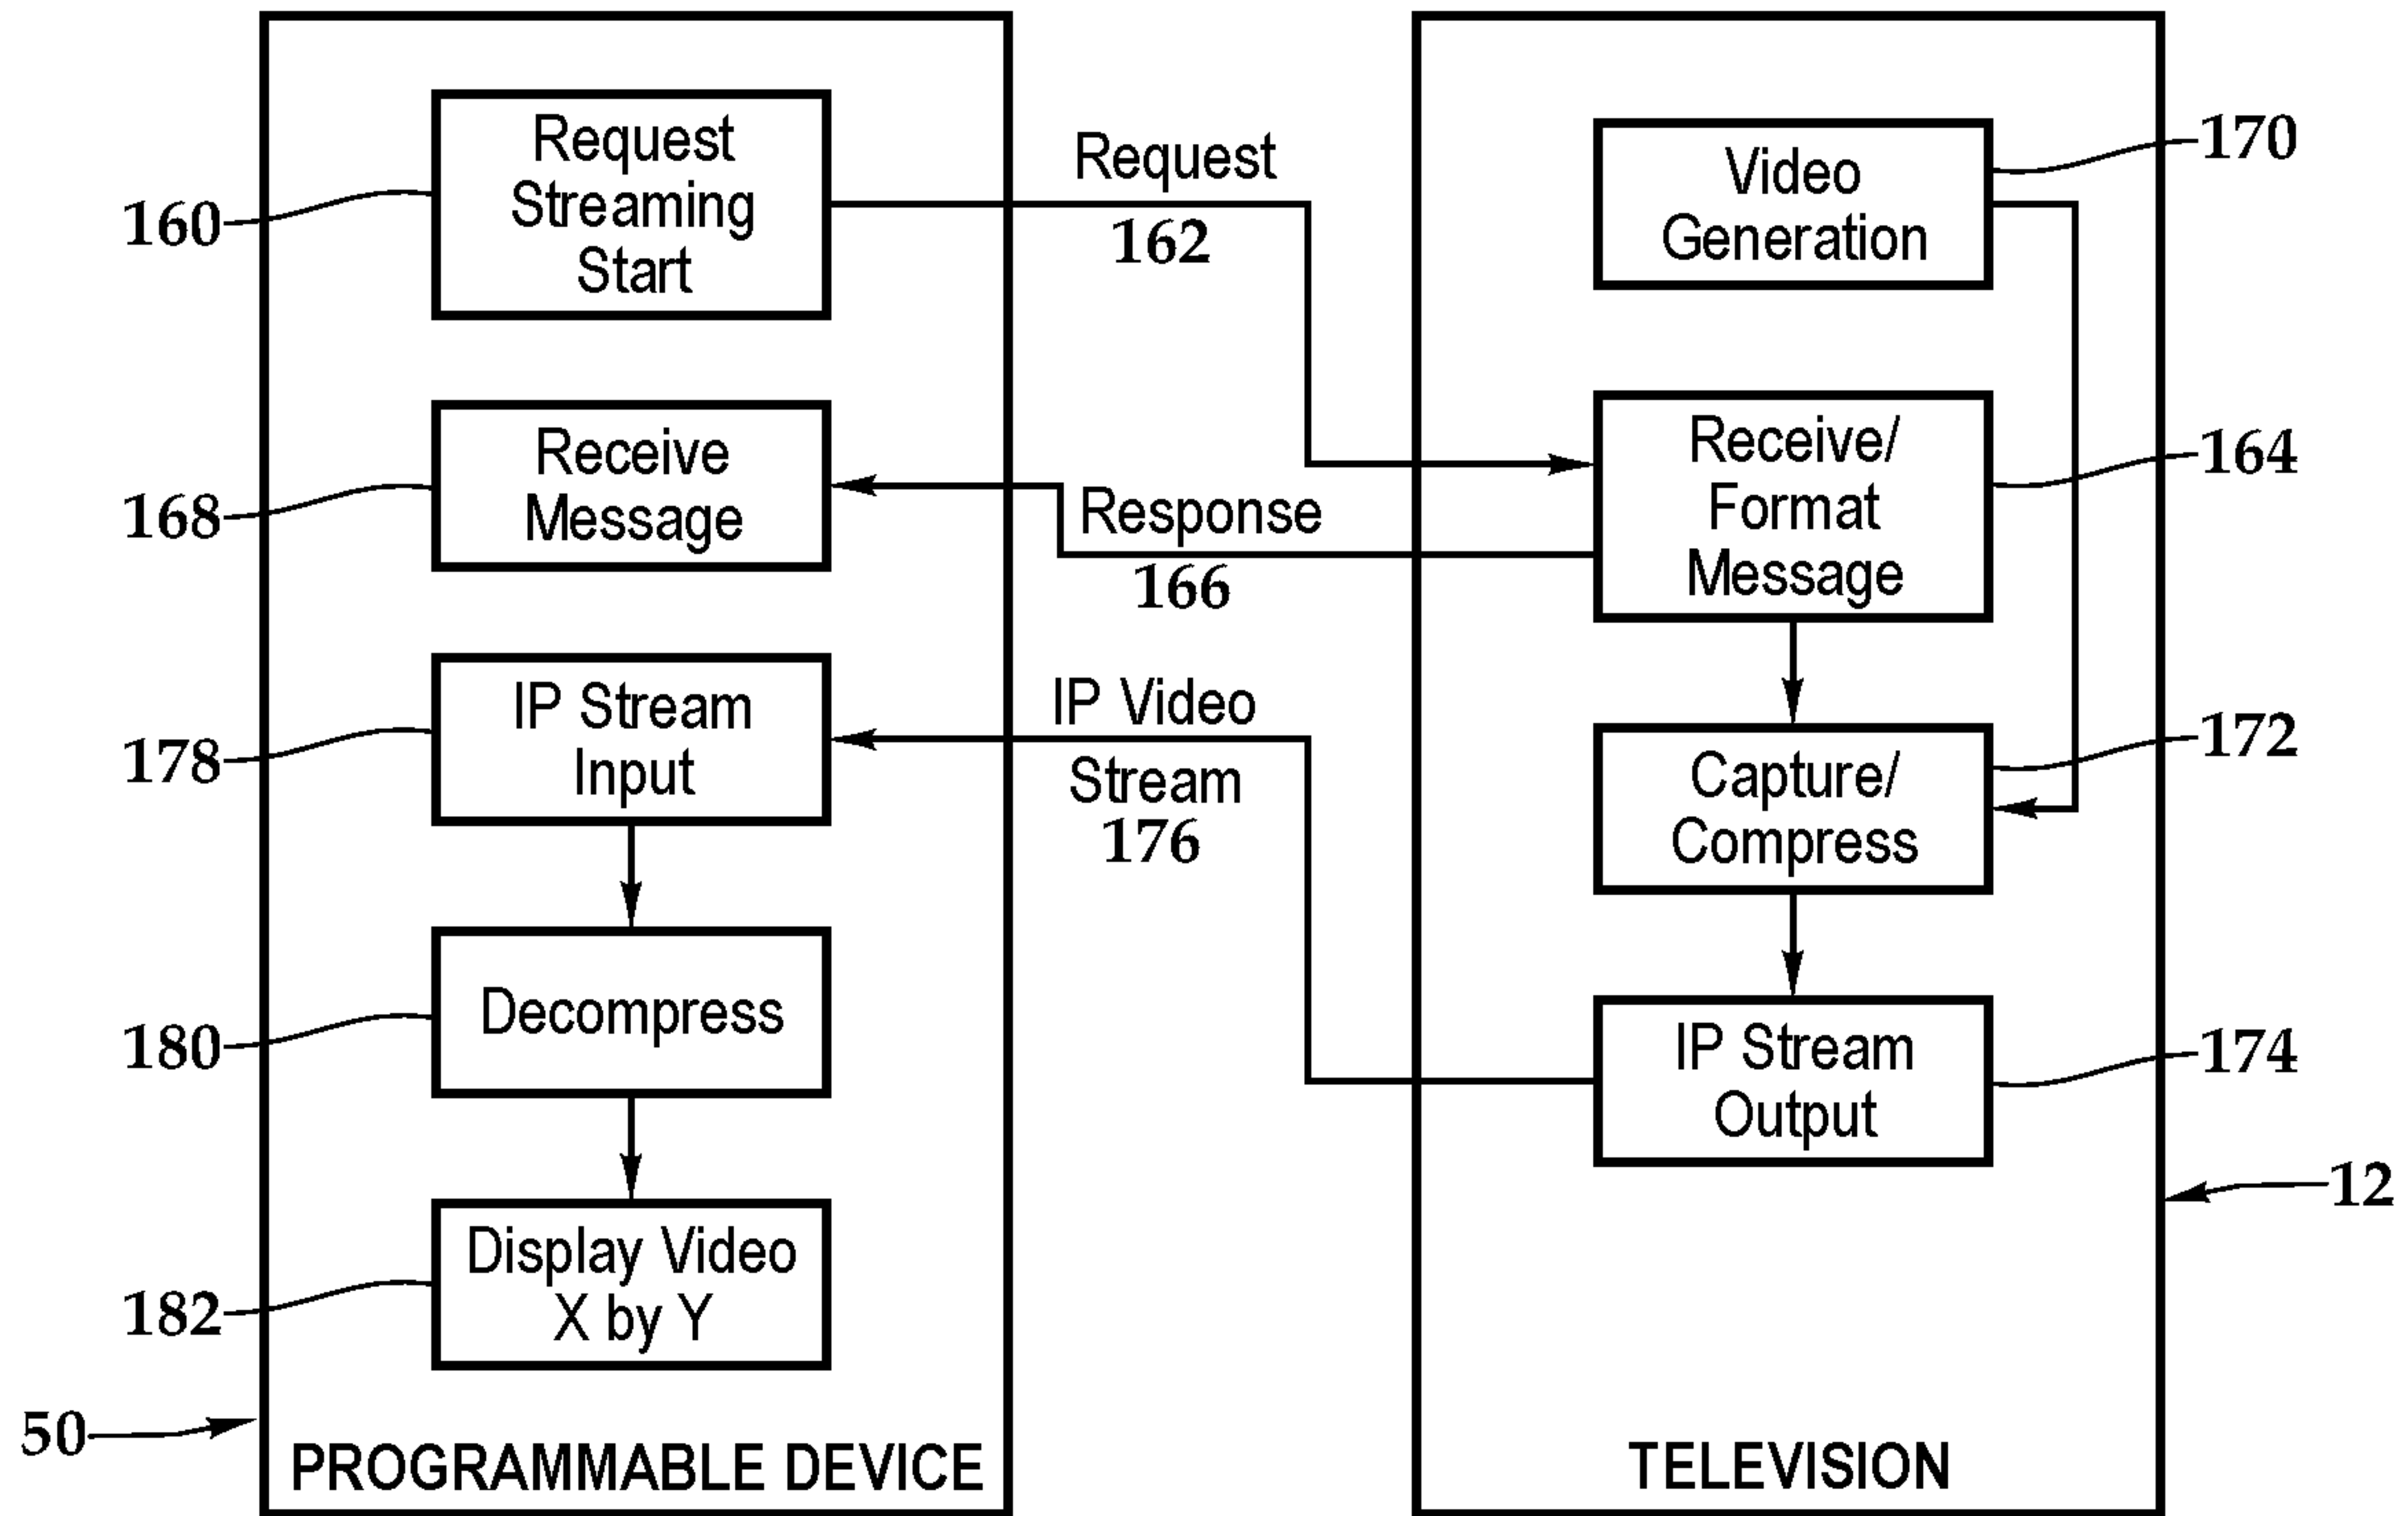 Request
Streaming
Start
160
Request
162
Video
Generation
170
Receive
Message
168
Response
166
Receive/
Format
Message
164
IP Stream
Input
178
IP Video
Stream
176
Capture/
Compress
172
Decompress
180
IP Stream
Output
174
Display Video
X by Y
182
12
50
PROGRAMMABLE DEVICE
TELEVISION